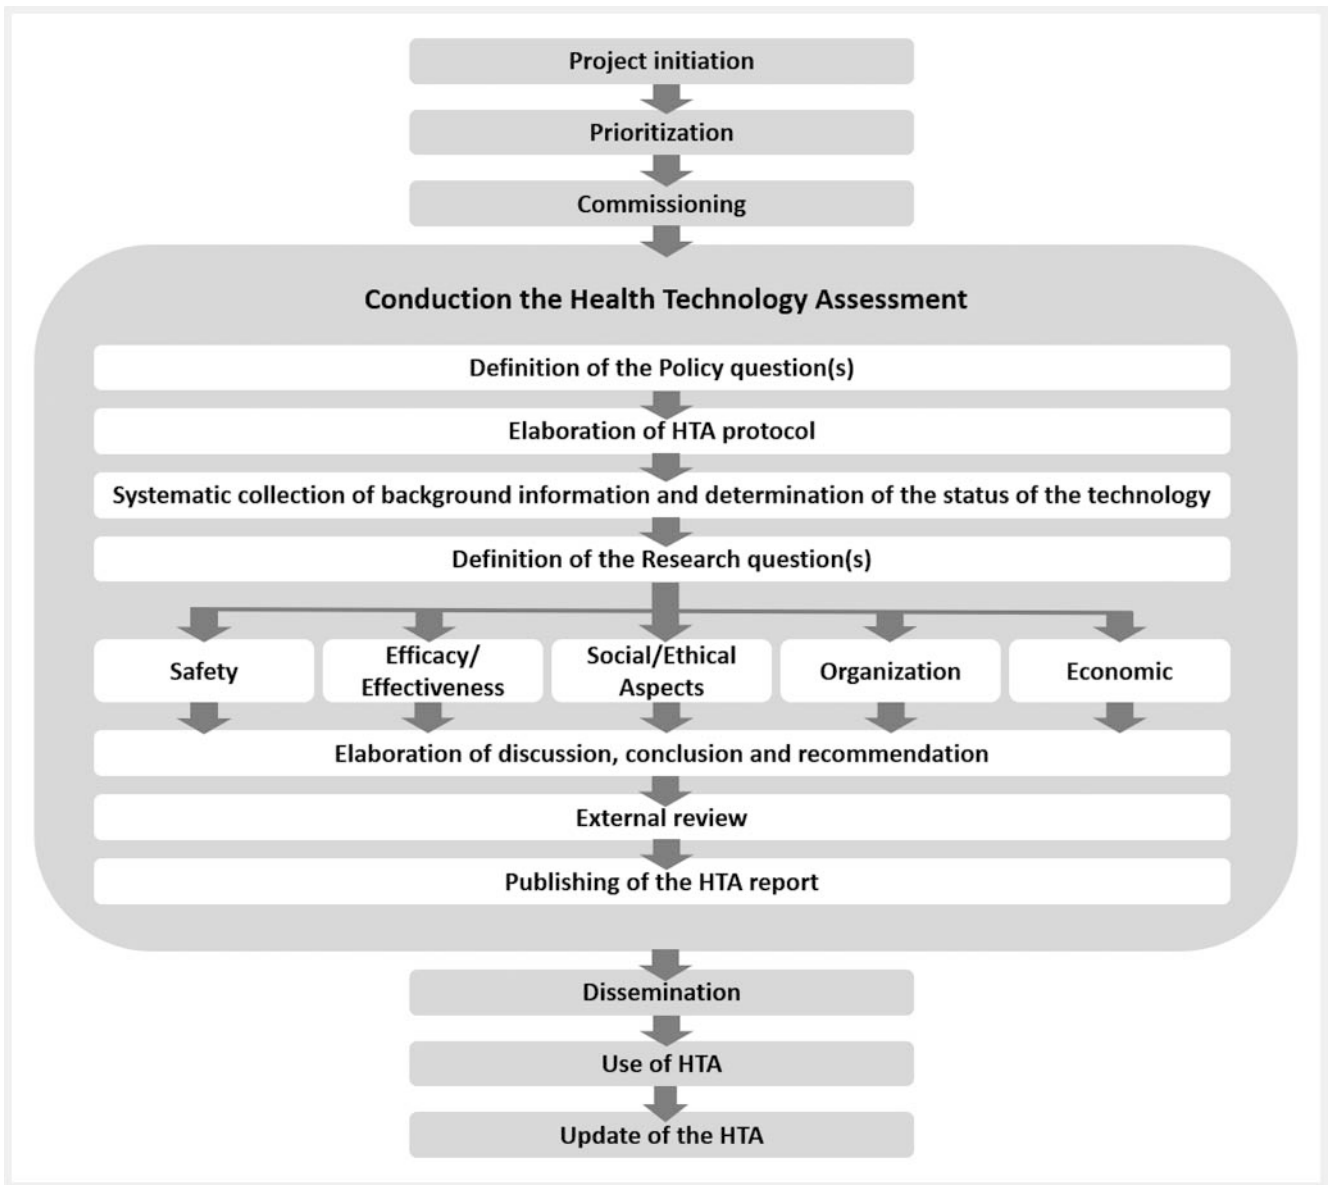 Project initiation
Prioritization
Commissioning
Conduction the Health Technology Assessment
Definition of the Policy question(s)
Elaboration of HTA protocol
Systematic collection of background information and determination of the status of the technology
Definition of the Research question(s)
Safety
Efficacy/
Effectiveness
Social/Ethical
Aspects
Organization
Economic
Elaboration of discussion, conclusion and recommendation
External review
Publishing of the HTA report
Dissemination
Use of HTA
Update of the HTA